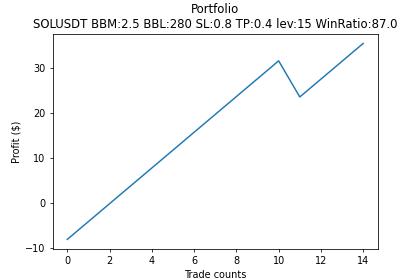 Portfolio
SOLUSDT BBM:2.5 BBL:280 SL:0.8 TP:0.4 lev:15 WinRatio:87.0
30
20
10
0
−10
Profit ($)
0 2 4 6 8 10 12 14
Trade counts